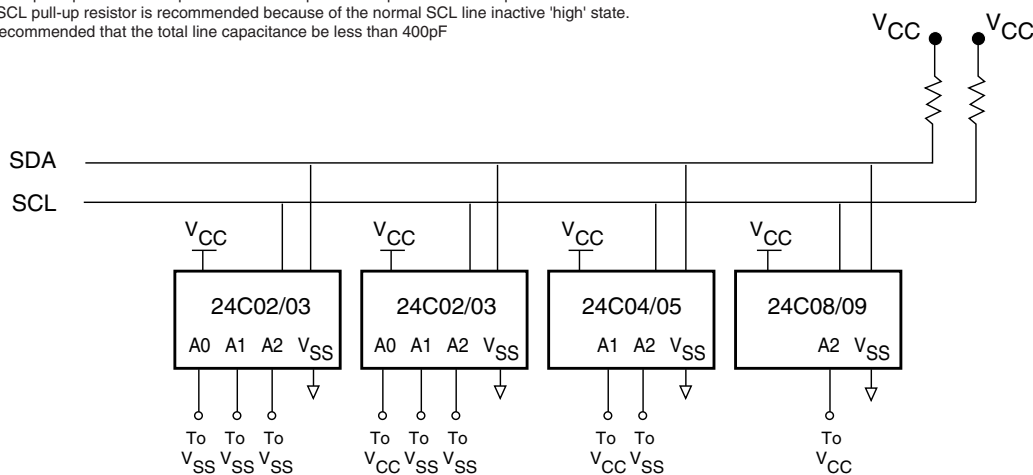 SCL pull-up resistor is recommended because of the normal SCL line inactive 'high' state.
ecommended that the total line capacitance be less than 400pF
VCC VCC
SDA
SCL
VCC VCC VCC VCC
24C02/03 24C02/03 24C04/05 24C08/09
A0 A1 A2 VSS A0 A1 A2 VSS A1 A2 VSS A2 VSS
To To To To To To To To To
VSS VSS VSS VCC VSS VSS VCC VSS VCC